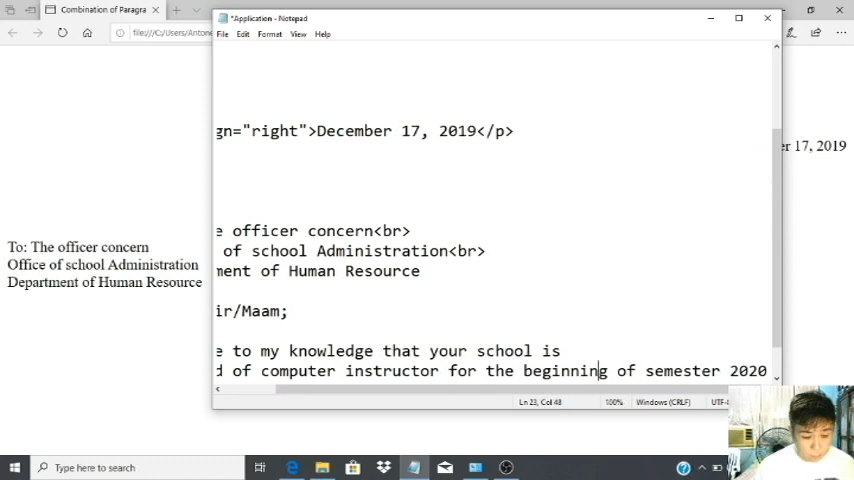 Combination of Paragra
*Application - Notepad
file:///C:/Users/Antone
File Edit Format View Help
gn="right">December 17, 2019</p>
er 17, 2019
e officer concern<br>
of school Administration<br>
ment of Human Resource
To: The officer concern
Office of school Administration
Department of Human Resource
ir/Maam;
e to my knowledge that your school is
d of computer instructor for the beginning of semester 2020
Ln 23, Col 48 100% Windows (CRLF) UTF-8
Type here to search